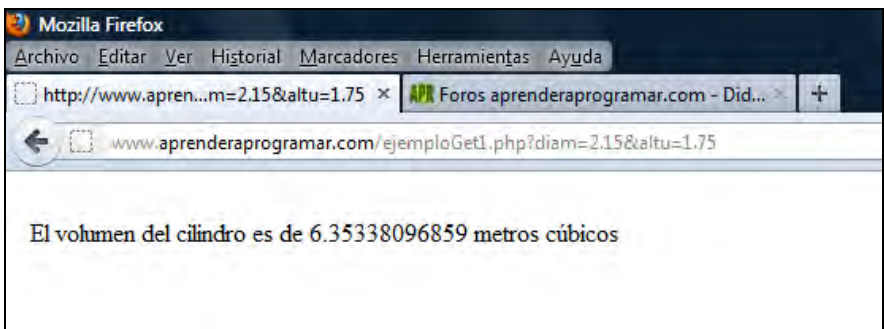 Mozilla Firefox
Archivo Editar Ver Historial Marcadores Herramientas Ayuda
http://www.apren...m=2.15&altu=1.75 × APR Foros aprenderaprogramar.com - Did... × +
www.aprenderaprogramar.com/ejemploGet1.php?diam=2.15&altu=1.75
El volumen del cilindro es de 6.35338096859 metros cúbicos